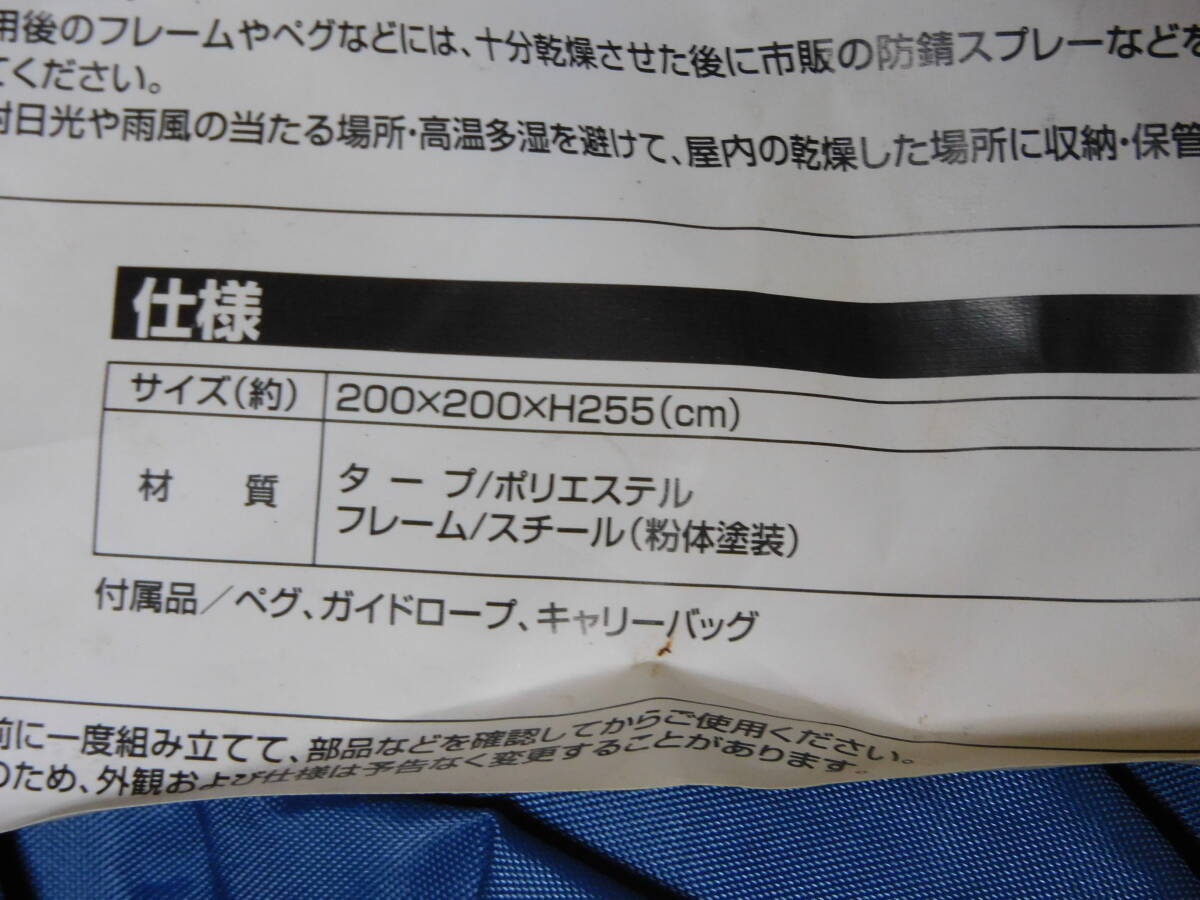 用後のフレームやペグなどには、十分乾燥させた後に市販の防錆スプレーなどを
てください。
射日光や雨風の当たる場所・高温多湿を避けて、屋内の乾燥した場所に収納・保管
仕様
サイズ（約） 200×200×H255（cm）
材　質 タープ/ポリエステル
フレーム/スチール（粉体塗装）
付属品／ペグ、ガイドロープ、キャリーバッグ
前に一度組み立てて、部品などを確認してからご使用ください。
のため、外観および仕様は予告なく変更することがあります。